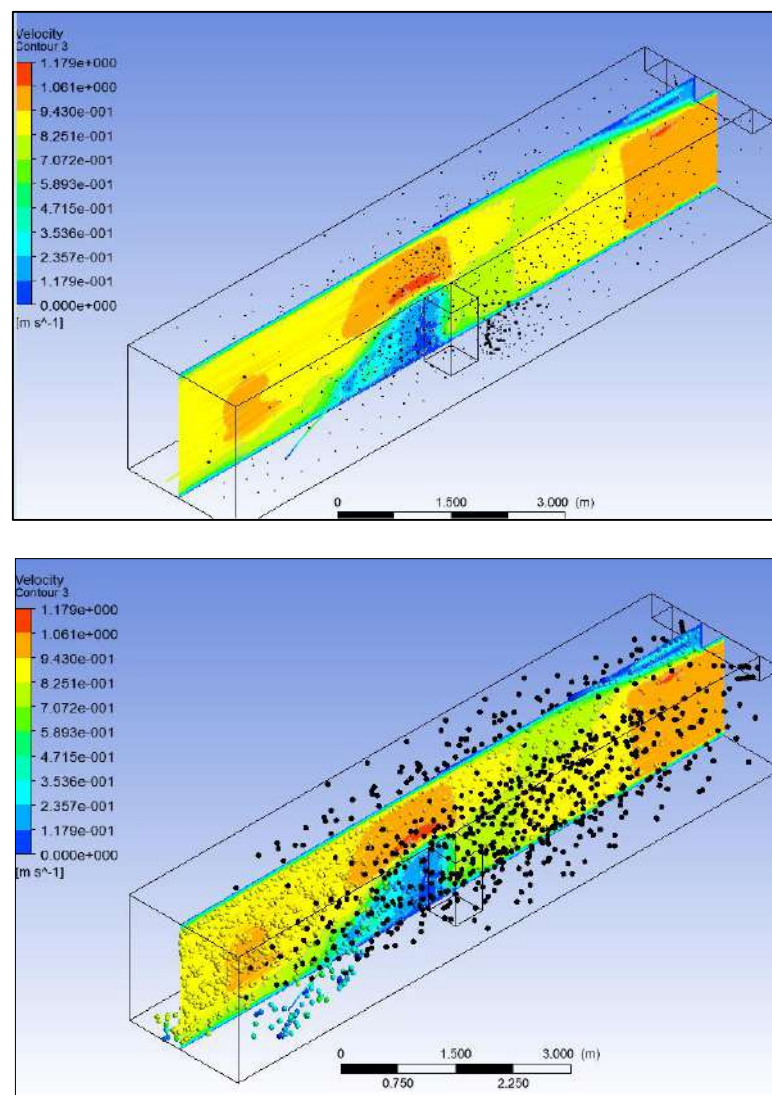 Velocity
Contour 3
1.179e+000
1.061e+000
9.430e-001
8.251e-001
7.072e-001
5.893e-001
4.715e-001
3.536e-001
2.357e-001
1.179e-001
0.000e+000
[m s^-1]
0 1.500 3.000 (m)
Velocity
Contour 3
1.179e+000
1.061e+000
9.430e-001
8.251e-001
7.072e-001
5.893e-001
4.715e-001
3.536e-001
2.357e-001
1.179e-001
0.000e+000
[m s^-1]
0 1.500 3.000 (m)
0.750 2.250